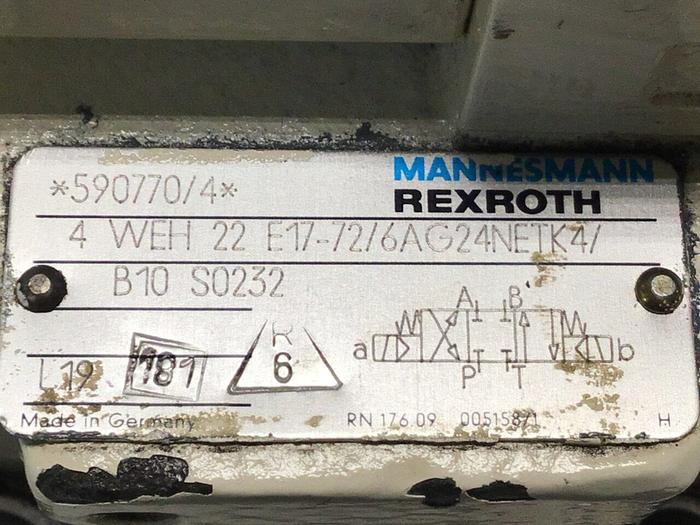 *590770/4*
MANNESMANN
REXROTH
4 WEH 22 E17-72/6AG24NETK4/
B10 S0232
A B
a b
P T
L19 181 R 6
Made in Germany RN 176.09 00515871 H